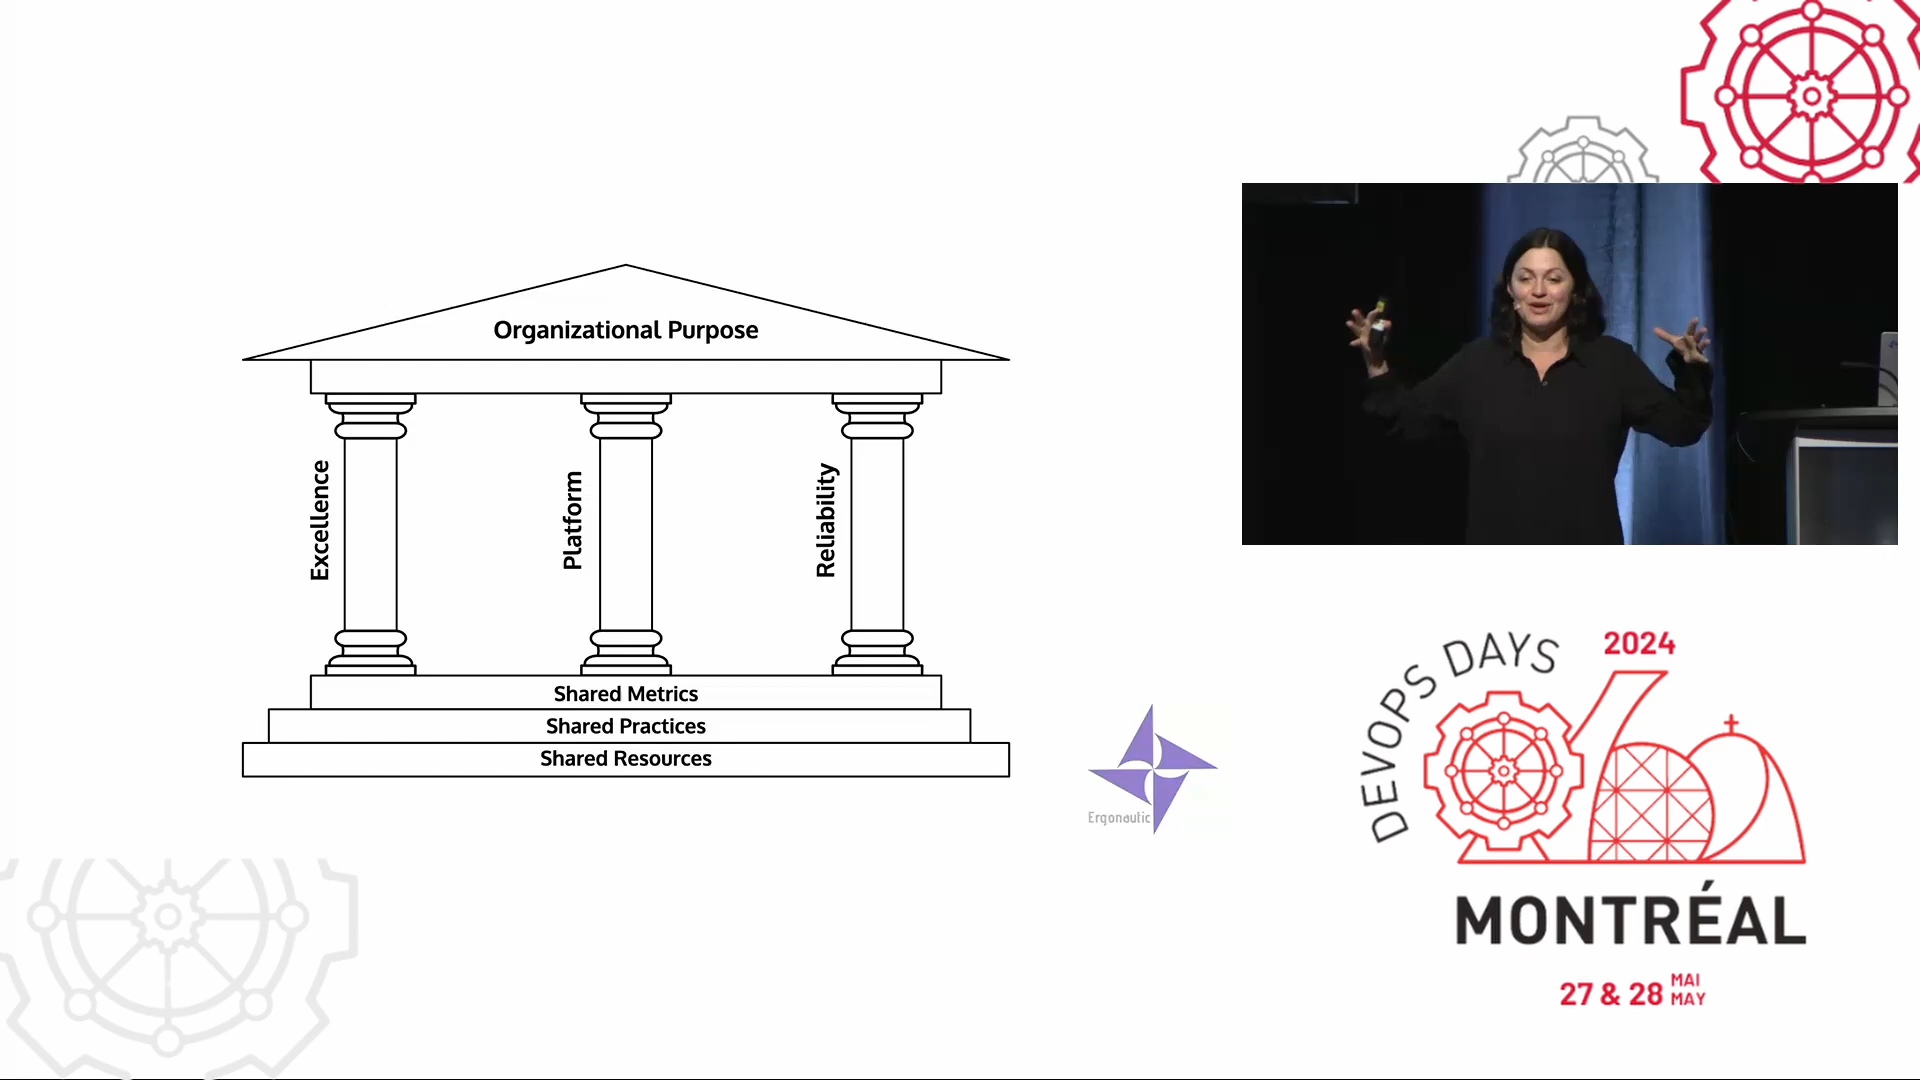 Organizational Purpose
Excellence
Platform
Reliability
Shared Metrics
Shared Practices
Shared Resources
Ergonautic
DEVOPS DAYS
2024
MONTRÉAL
27 & 28 MAI
MAY